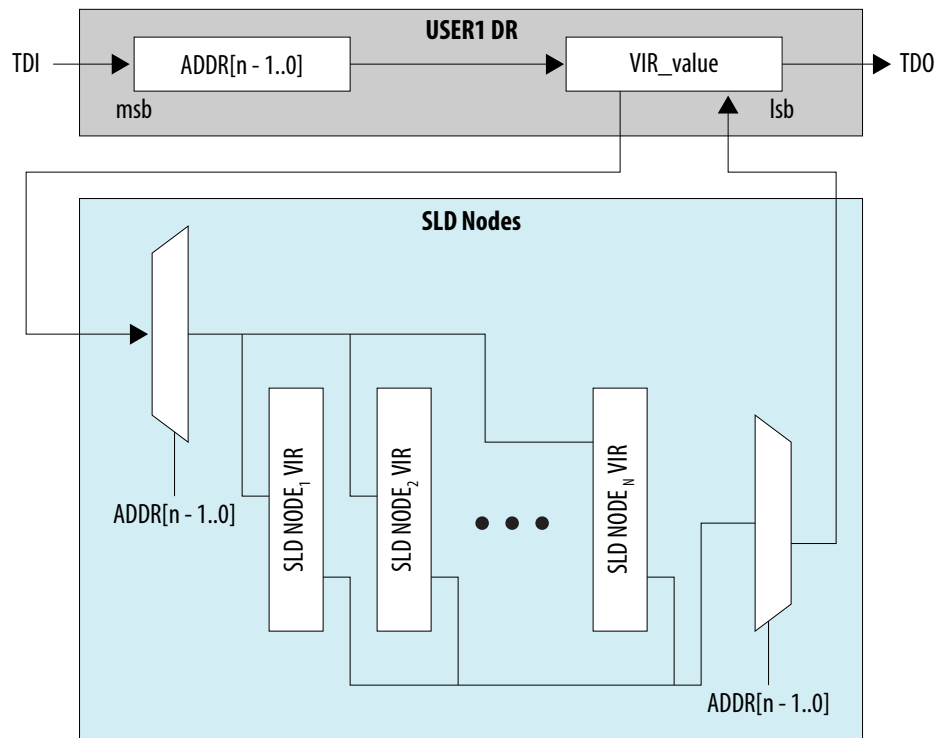 USER1 DR
TDI
ADDR[n - 1..0]
VIR_value
TDO
msb
lsb
SLD Nodes
SLD NODE₁ VIR
SLD NODE₂ VIR
SLD NODE_N VIR
ADDR[n - 1..0]
ADDR[n - 1..0]